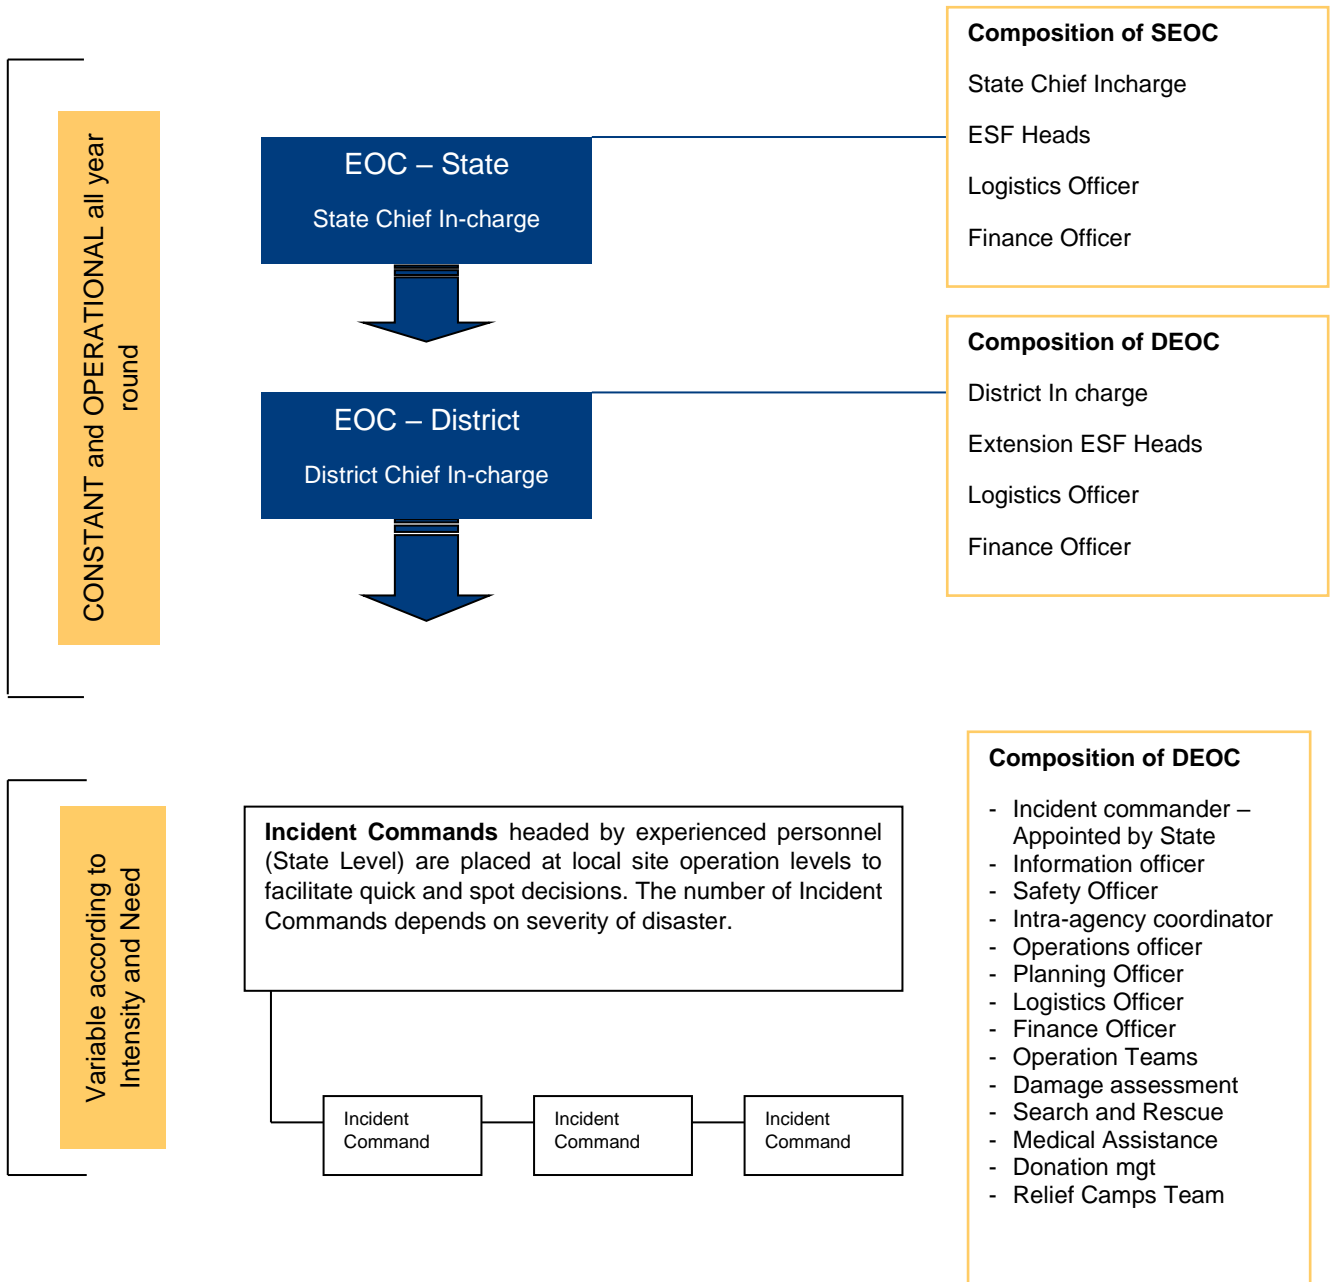 Composition of SEOC
State Chief Incharge
ESF Heads
Logistics Officer
Finance Officer
CONSTANT and OPERATIONAL all year
round
EOC – State
State Chief In-charge
Composition of DEOC
District In charge
Extension ESF Heads
Logistics Officer
Finance Officer
EOC – District
District Chief In-charge
Variable according to
Intensity and Need
Incident Commands headed by experienced personnel
(State Level) are placed at local site operation levels to
facilitate quick and spot decisions. The number of Incident
Commands depends on severity of disaster.
Incident
Command
Incident
Command
Incident
Command
Composition of DEOC
- Incident commander –
Appointed by State
- Information officer
- Safety Officer
- Intra-agency coordinator
- Operations officer
- Planning Officer
- Logistics Officer
- Finance Officer
- Operation Teams
- Damage assessment
- Search and Rescue
- Medical Assistance
- Donation mgt
- Relief Camps Team